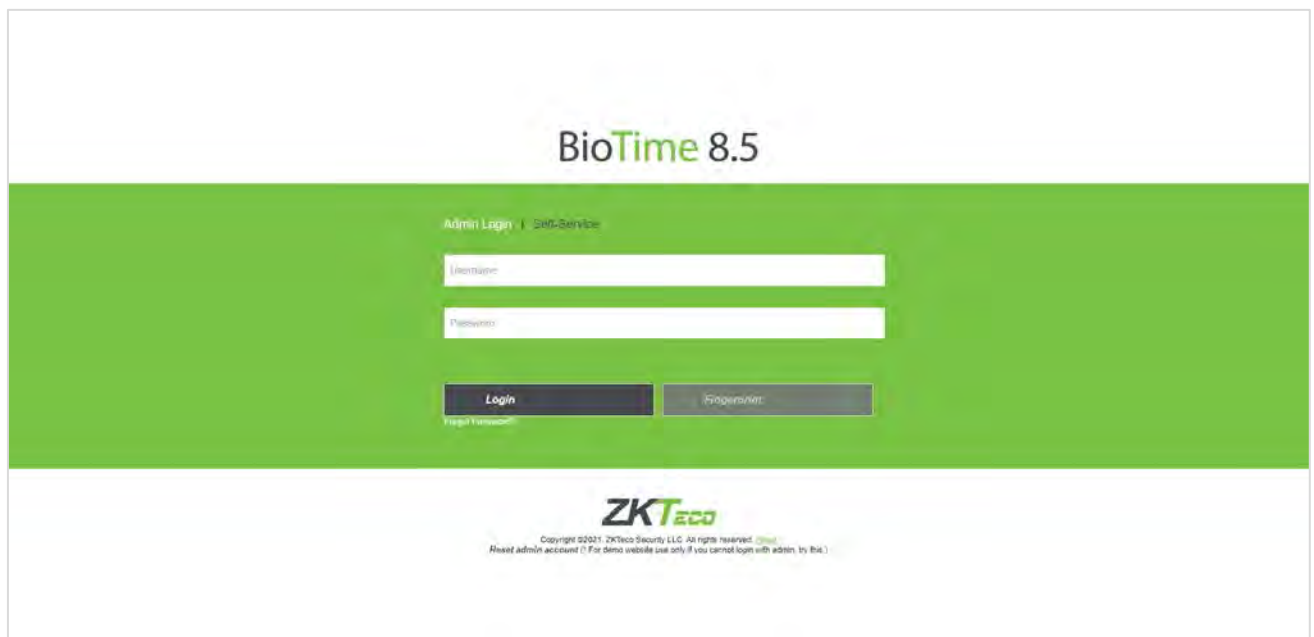 BioTime 8.5
Admin Login | Self-Service
Username
Password
Login Fingerprint
Forgot Password?
ZKTeco
Copyright ©2021. ZKTeco Security LLC. All rights reserved.
Reset admin account (! For demo website use only if you cannot login with admin, try this.)